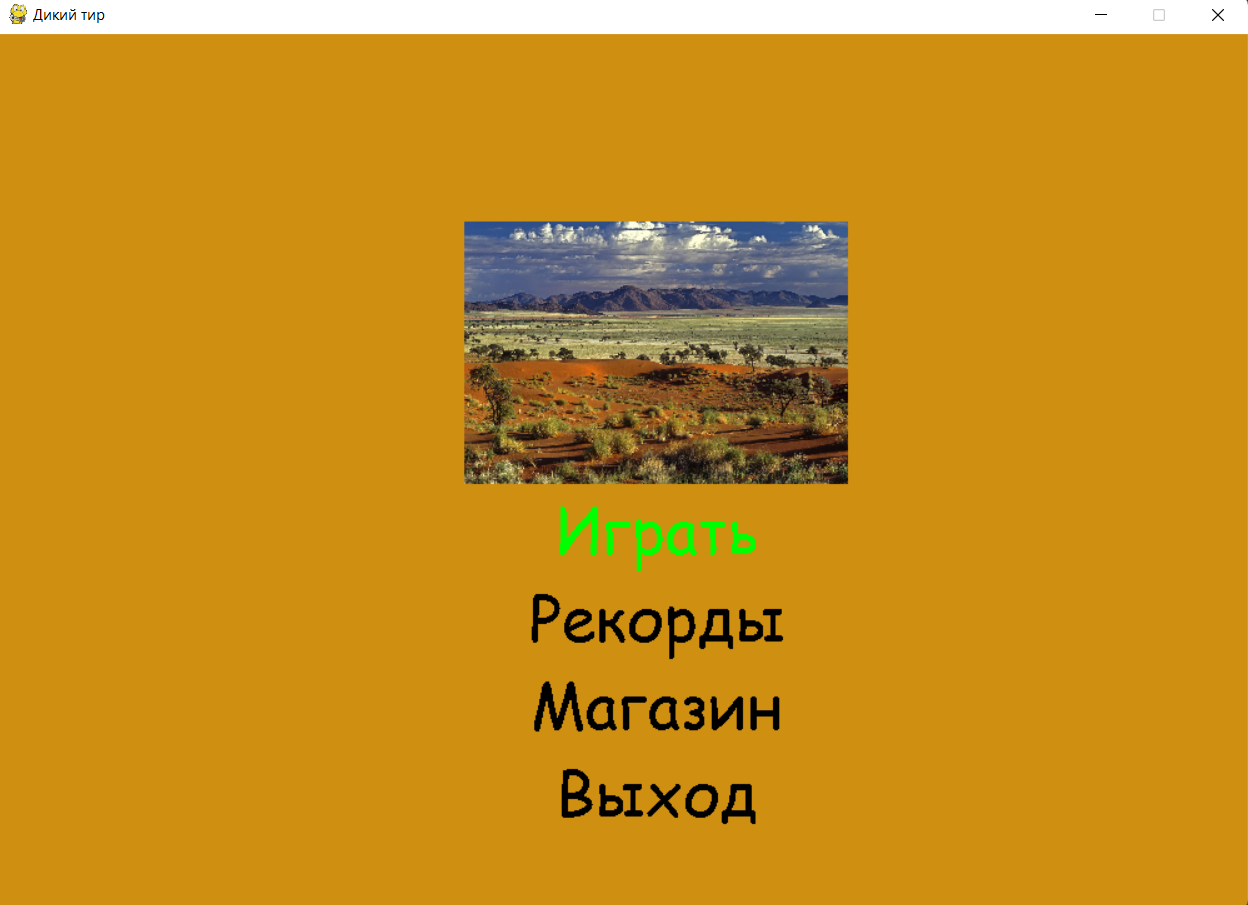 Дикий тир
Играть
Рекорды
Магазин
Выход